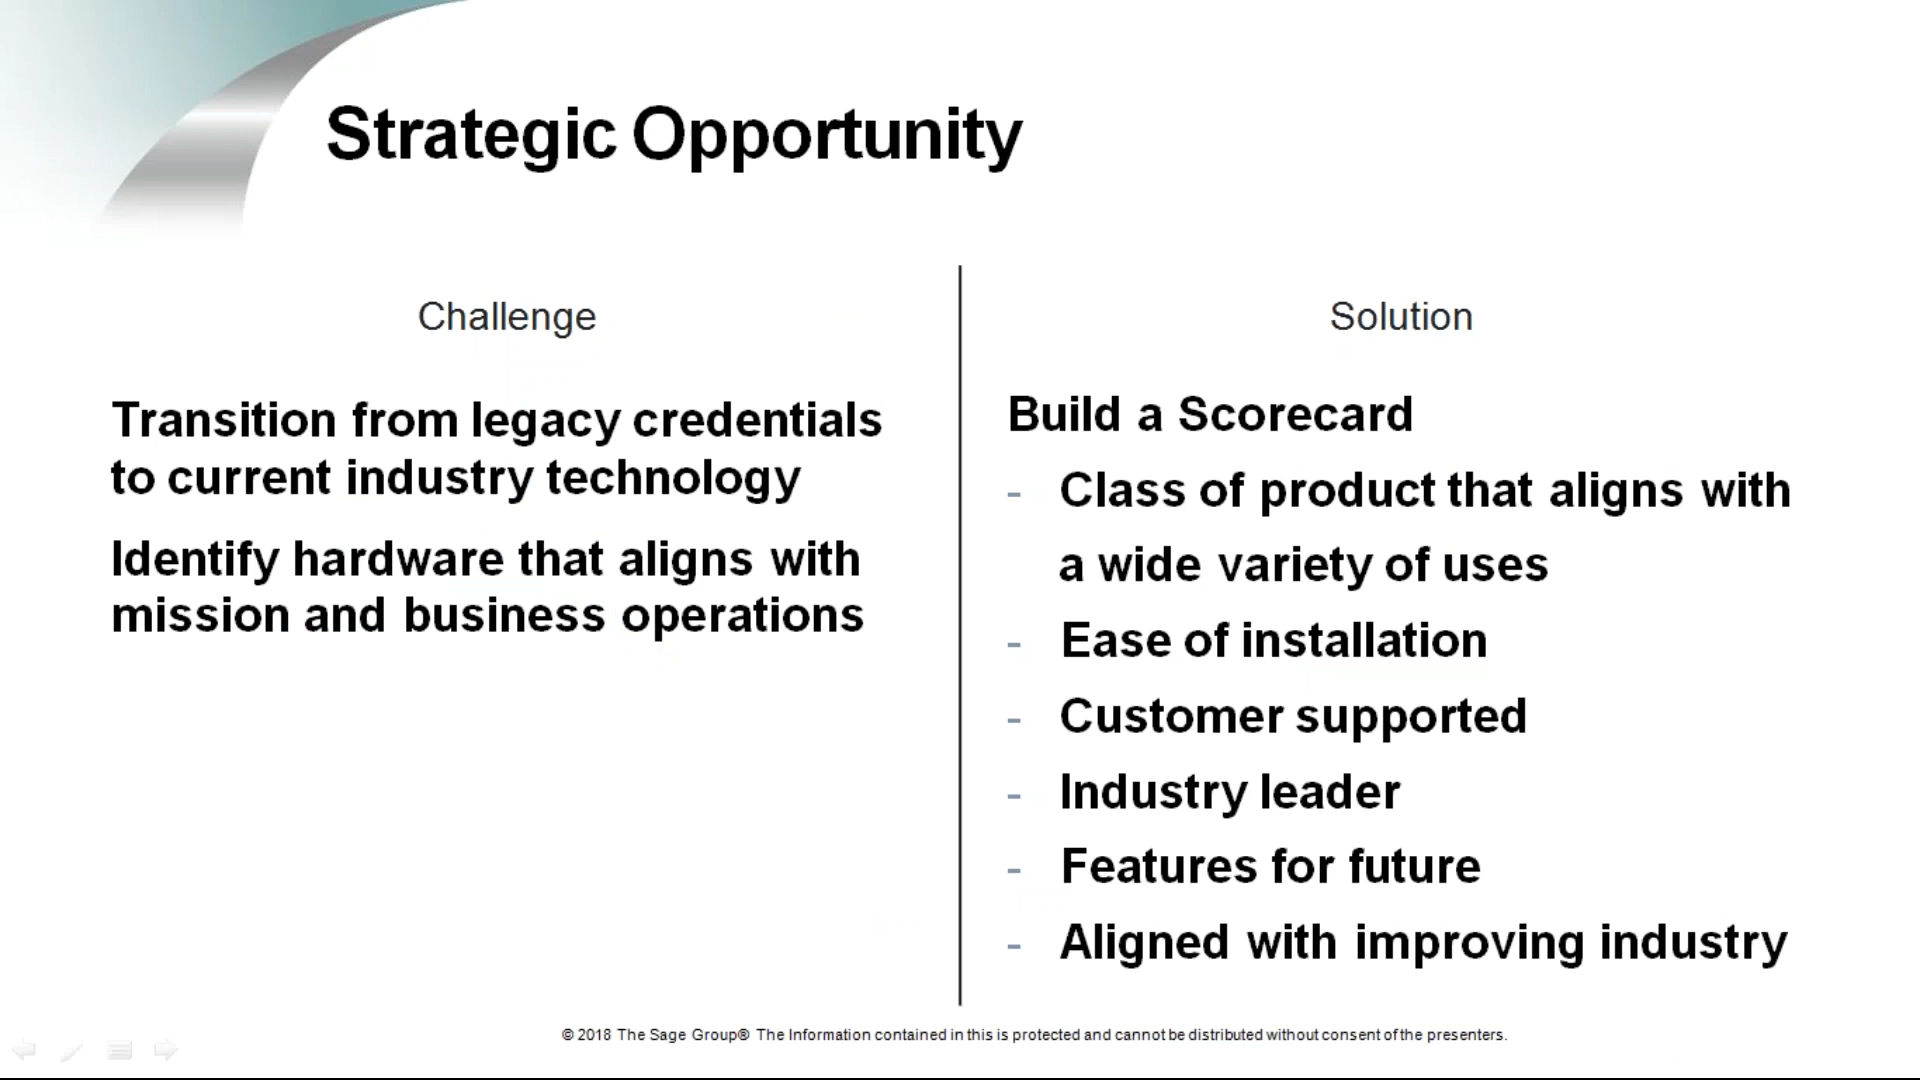 Strategic Opportunity
Challenge
Transition from legacy credentials
to current industry technology
Identify hardware that aligns with
mission and business operations
Solution
Build a Scorecard
- Class of product that aligns with
a wide variety of uses
- Ease of installation
- Customer supported
- Industry leader
- Features for future
- Aligned with improving industry
© 2018 The Sage Group® The Information contained in this is protected and cannot be distributed without consent of the presenters.